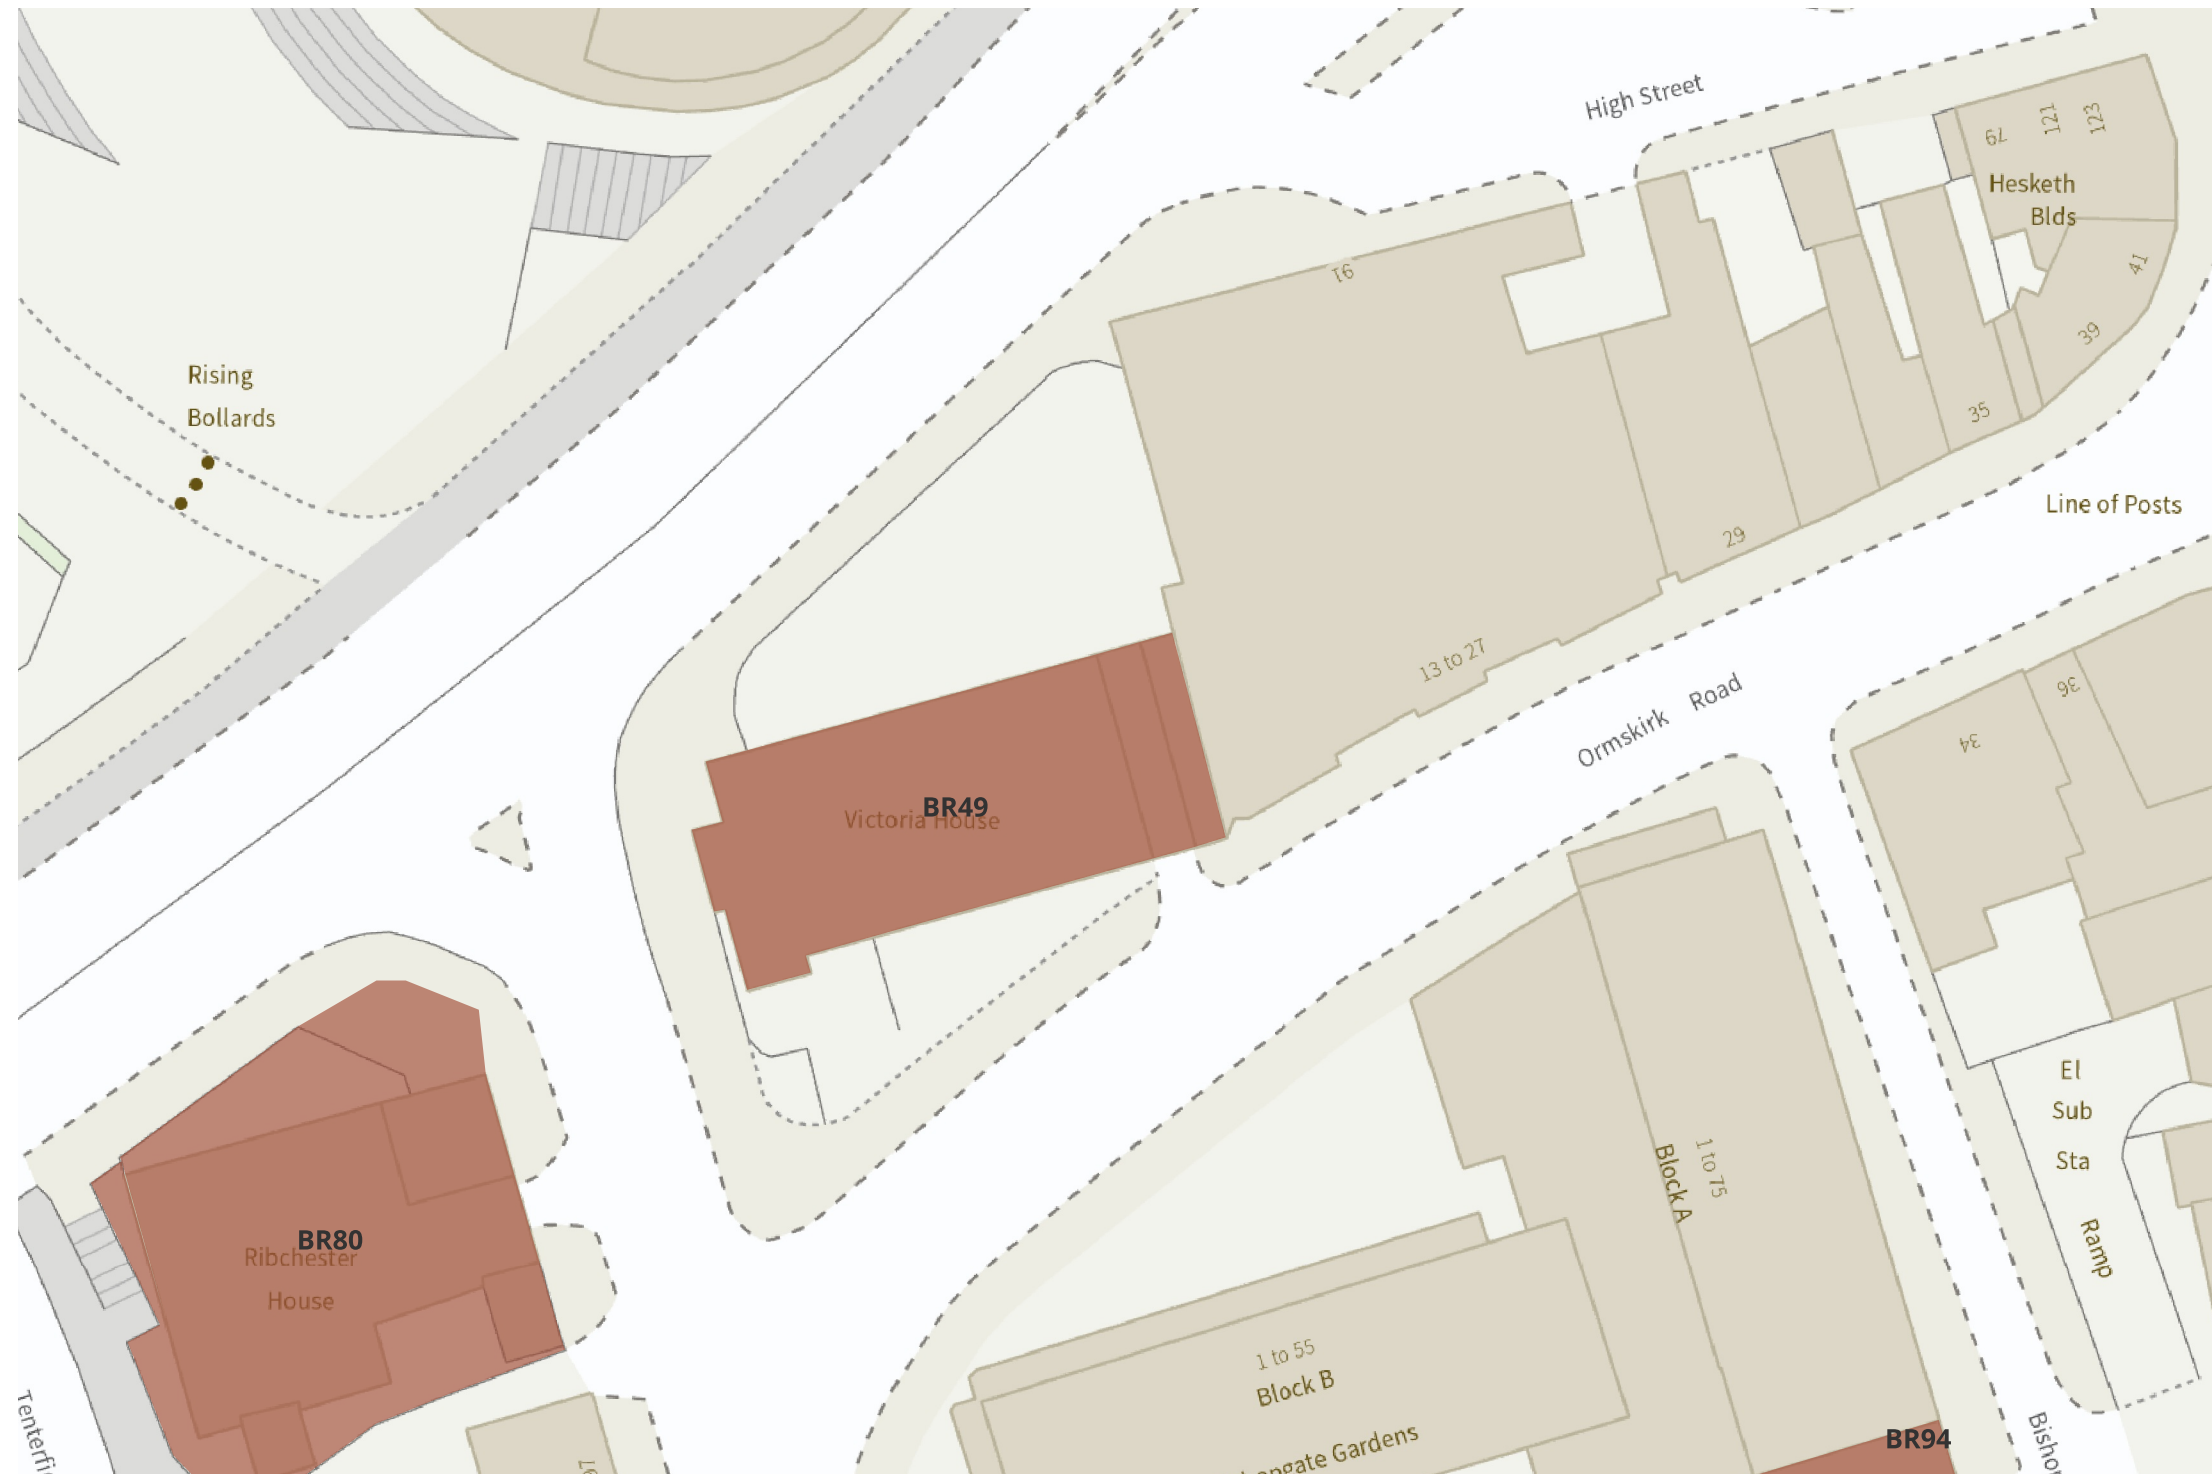 High Street
79
121
123
Hesketh
Blds
41
39
35
91
29
Rising
Bollards
Line of Posts
13 to 27
Ormskirk Road
36
34
BR49
Victoria House
El
Sub
Sta
Ramp
1 to 75
Block A
BR80
Ribchester
House
1 to 55
Block B
Gardens
BR94